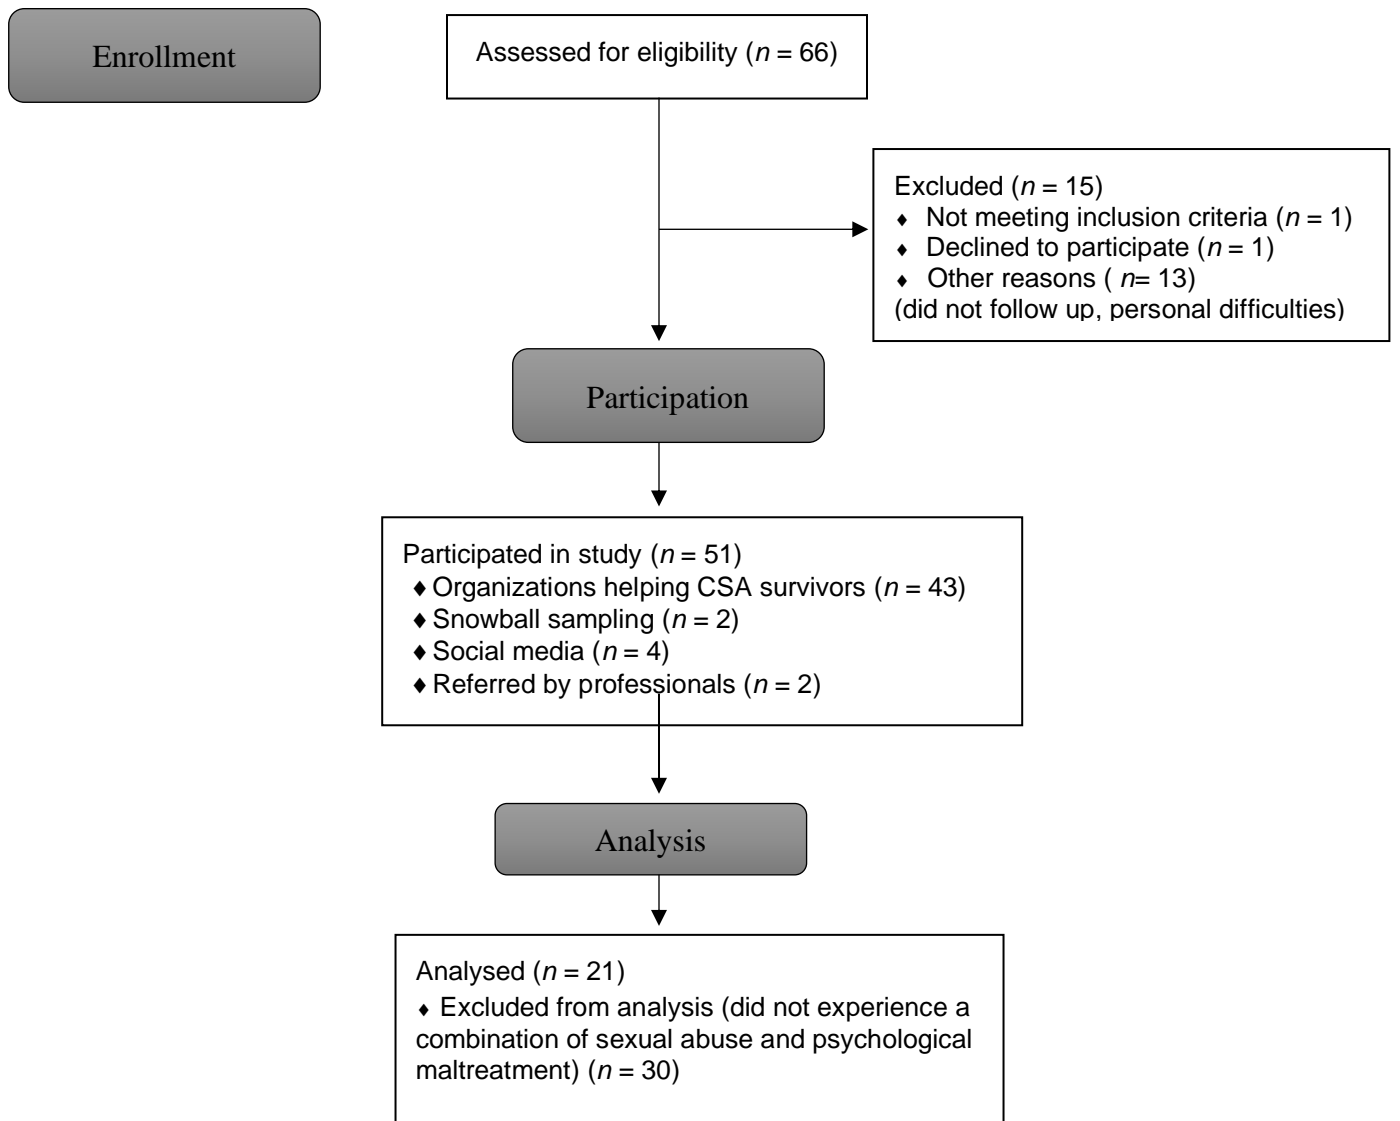 Enrollment
Assessed for eligibility (n = 66)
Excluded (n = 15)
♦ Not meeting inclusion criteria (n = 1)
♦ Declined to participate (n = 1)
♦ Other reasons ( n= 13)
(did not follow up, personal difficulties)
Participation
Participated in study (n = 51)
♦ Organizations helping CSA survivors (n = 43)
♦ Snowball sampling (n = 2)
♦ Social media (n = 4)
♦ Referred by professionals (n = 2)
Analysis
Analysed (n = 21)
♦ Excluded from analysis (did not experience a
combination of sexual abuse and psychological
maltreatment) (n = 30)